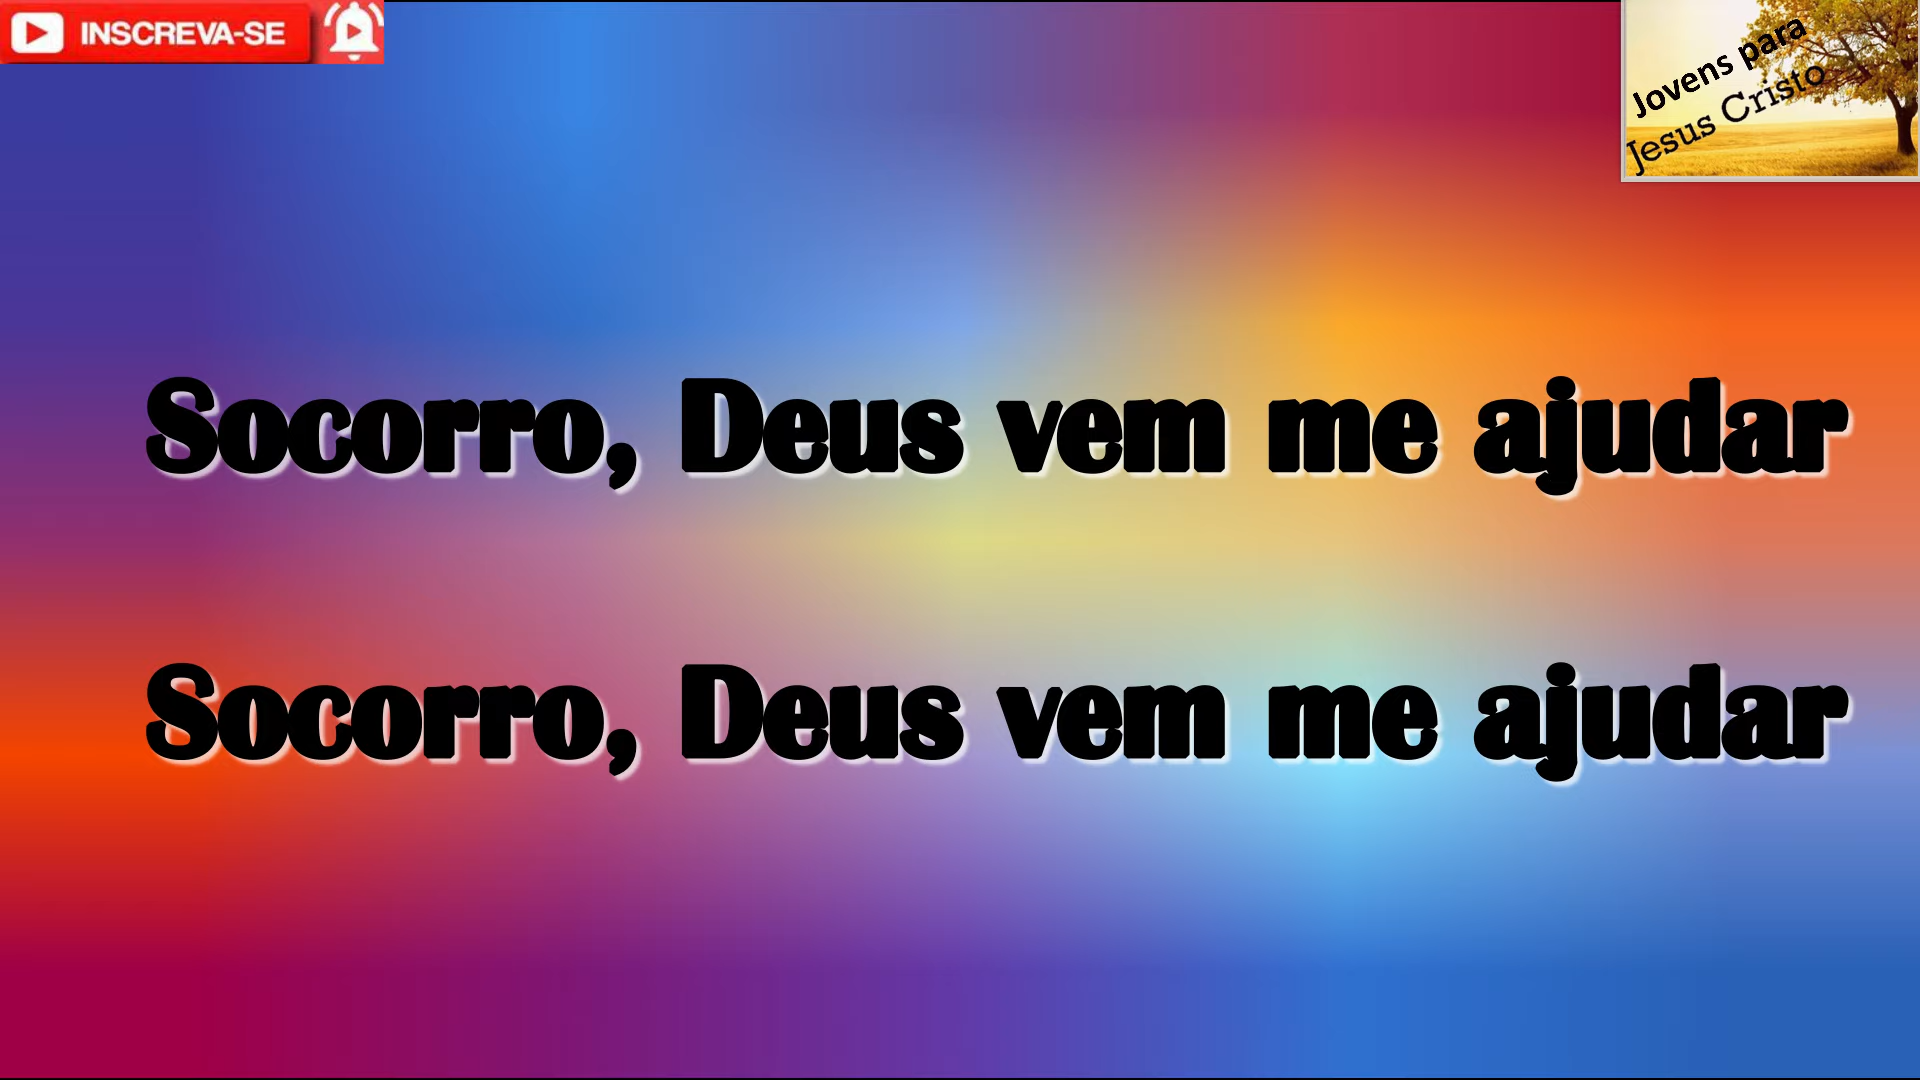 INSCREVA-SE
Jovens para
Jesus Cristo
Socorro, Deus vem me ajudar
Socorro, Deus vem me ajudar